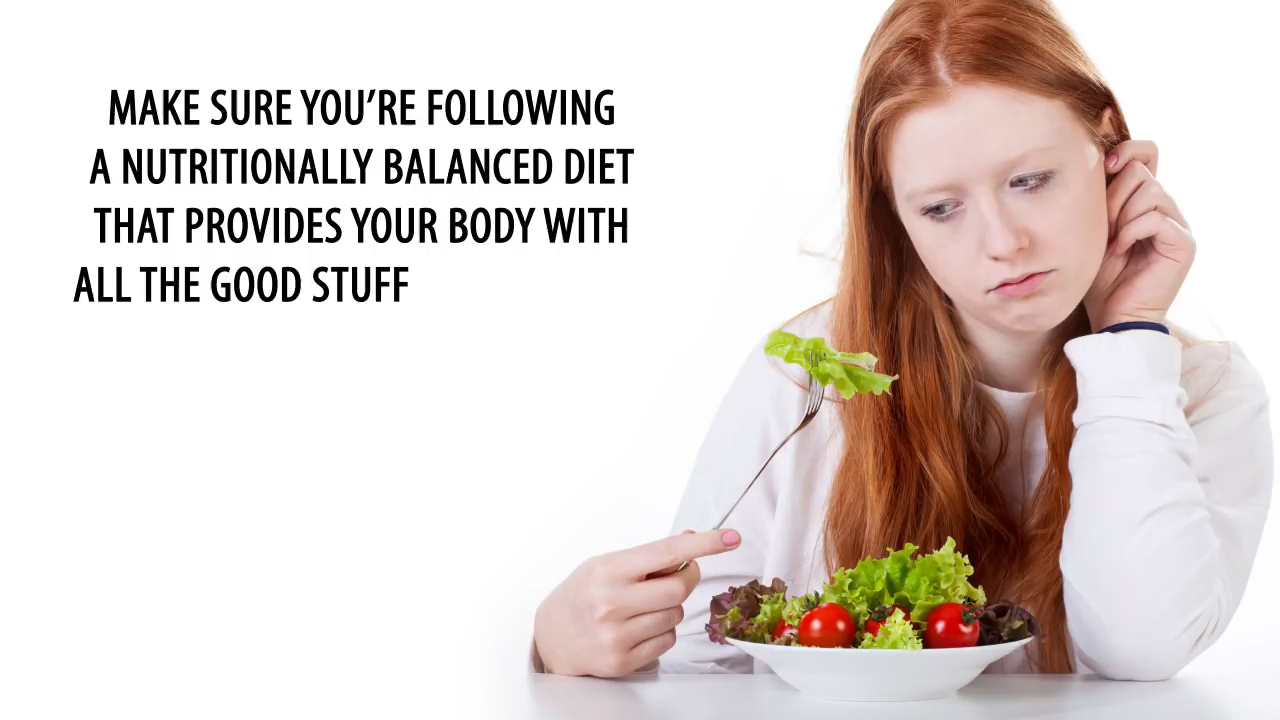 MAKE SURE YOU’RE FOLLOWING
A NUTRITIONALLY BALANCED DIET
THAT PROVIDES YOUR BODY WITH
ALL THE GOOD STUFF